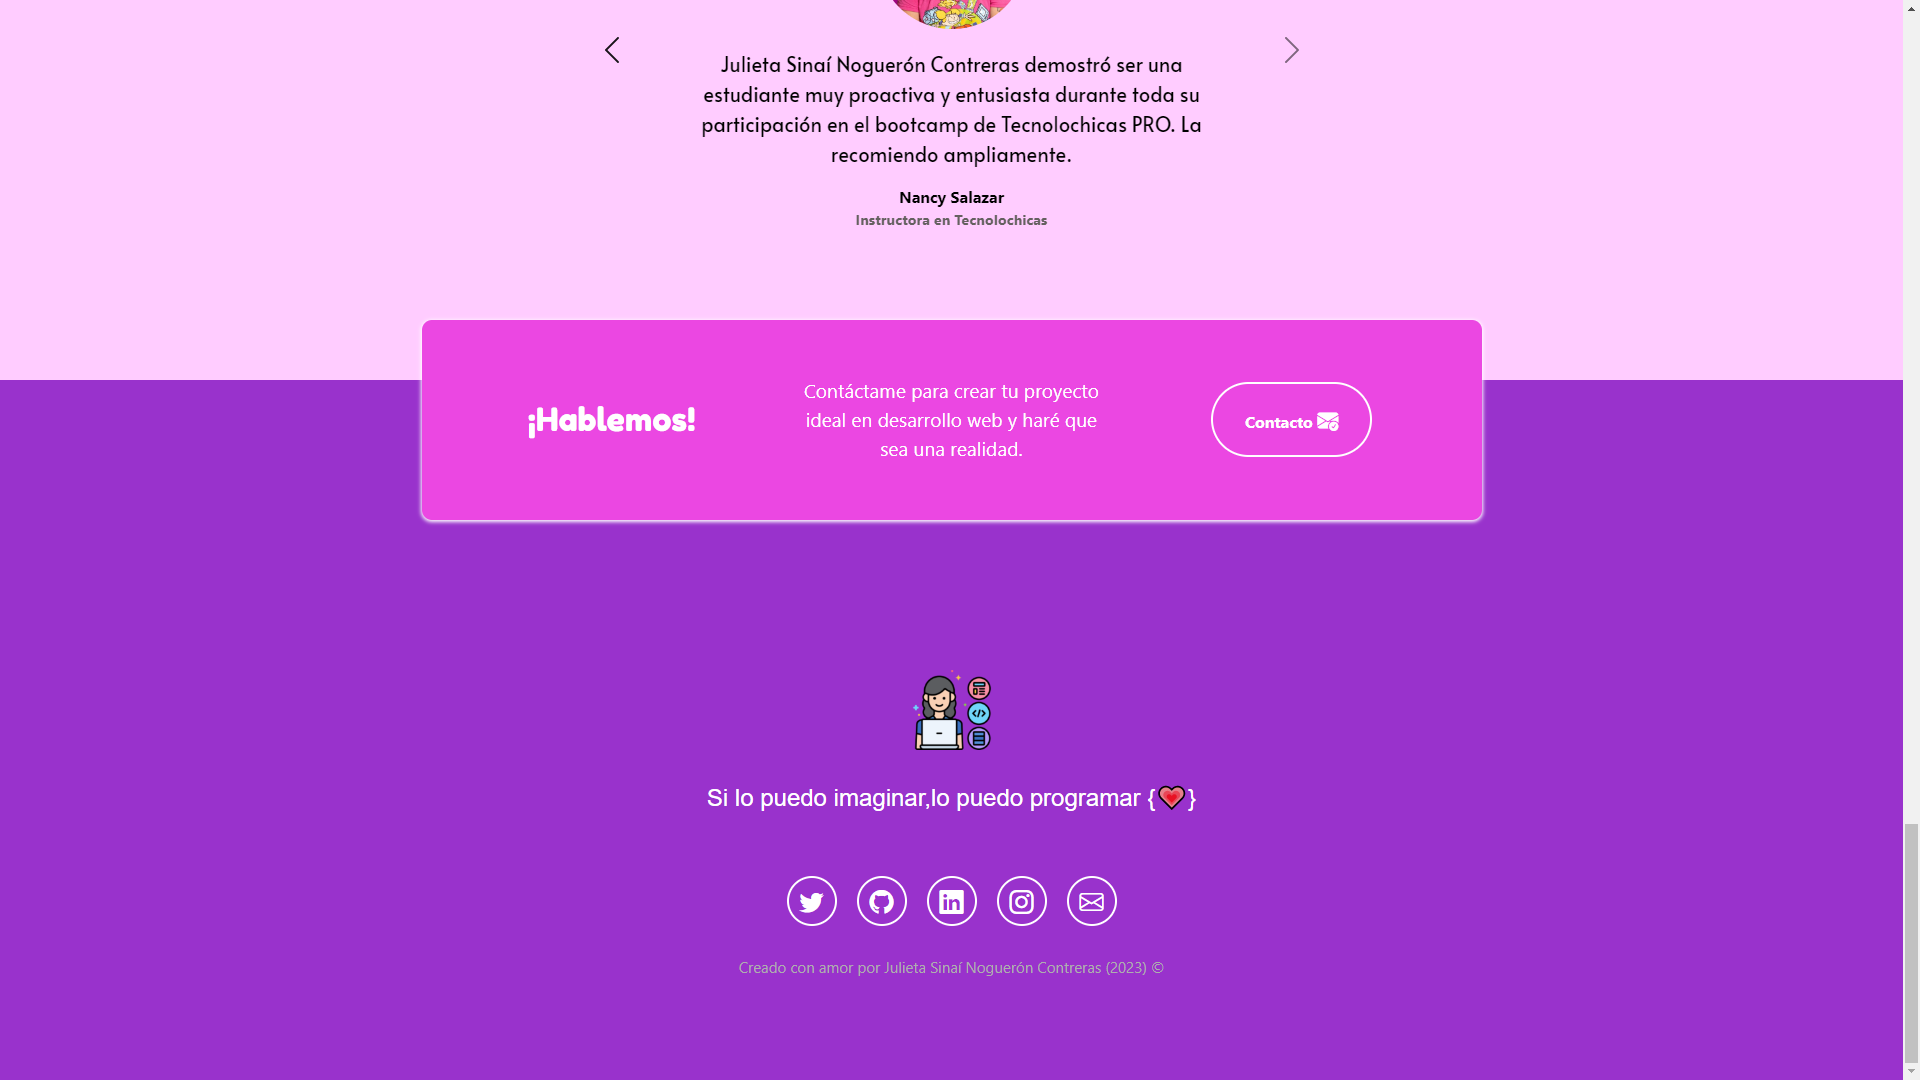 Julieta Sinaí Noguerón Contreras demostró ser una
estudiante muy proactiva y entusiasta durante toda su
participación en el bootcamp de Tecnolochicas PRO. La
recomiendo ampliamente.
Nancy Salazar
Instructora en Tecnolochicas
¡Hablemos!
Contáctame para crear tu proyecto
ideal en desarrollo web y haré que
sea una realidad.
Contacto
Si lo puedo imaginar,lo puedo programar {💗}
Creado con amor por Julieta Sinaí Noguerón Contreras (2023) ©